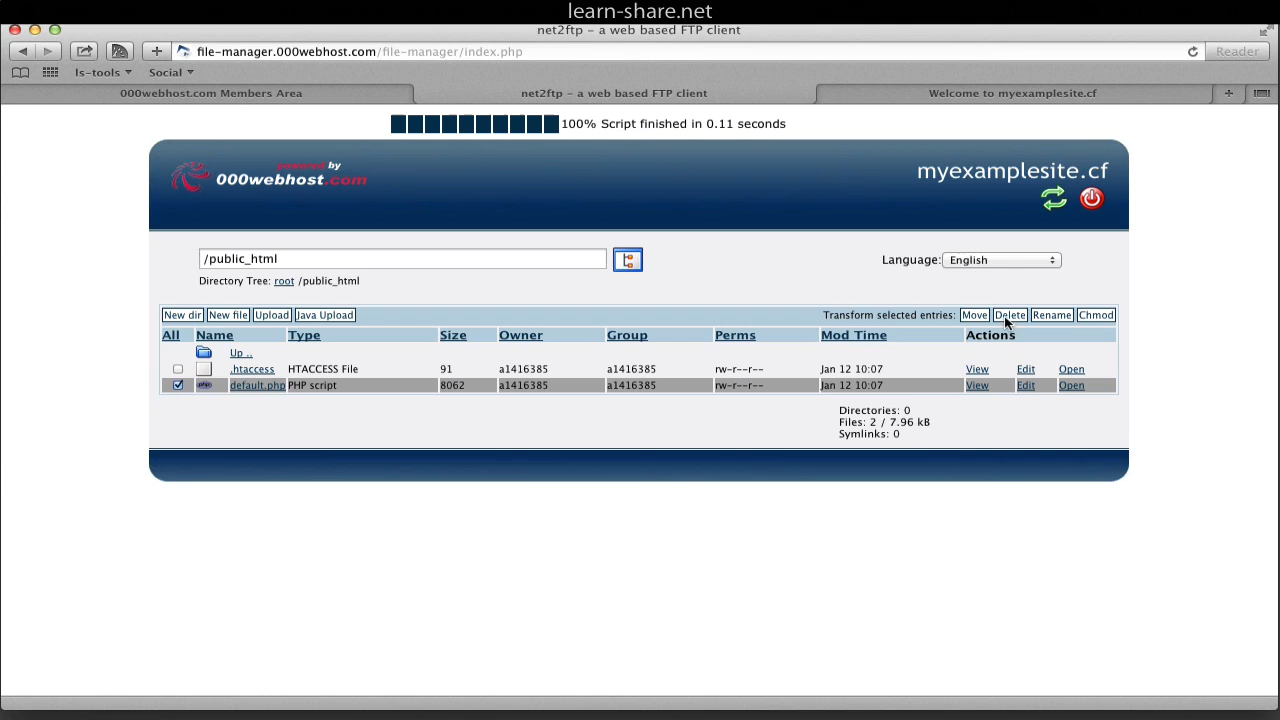 learn-share.net
net2ftp – a web based FTP client
file-manager.000webhost.com/file-manager/index.php
Reader
ls-tools Social
000webhost.com Members Area net2ftp – a web based FTP client Welcome to myexamplesite.cf
100% Script finished in 0.11 seconds
powered by
000webhost.com
myexamplesite.cf
/public_html
Language: English
Directory Tree: root /public_html
New dir New file Upload Java Upload Transform selected entries: Move Delete Rename Chmod
All Name Type Size Owner Group Perms Mod Time Actions
Up ..
.htaccess HTACCESS File 91 a1416385 a1416385 rw-r--r-- Jan 12 10:07 View Edit Open
php default.php PHP script 8062 a1416385 a1416385 rw-r--r-- Jan 12 10:07 View Edit Open
Directories: 0
Files: 2 / 7.96 kB
Symlinks: 0